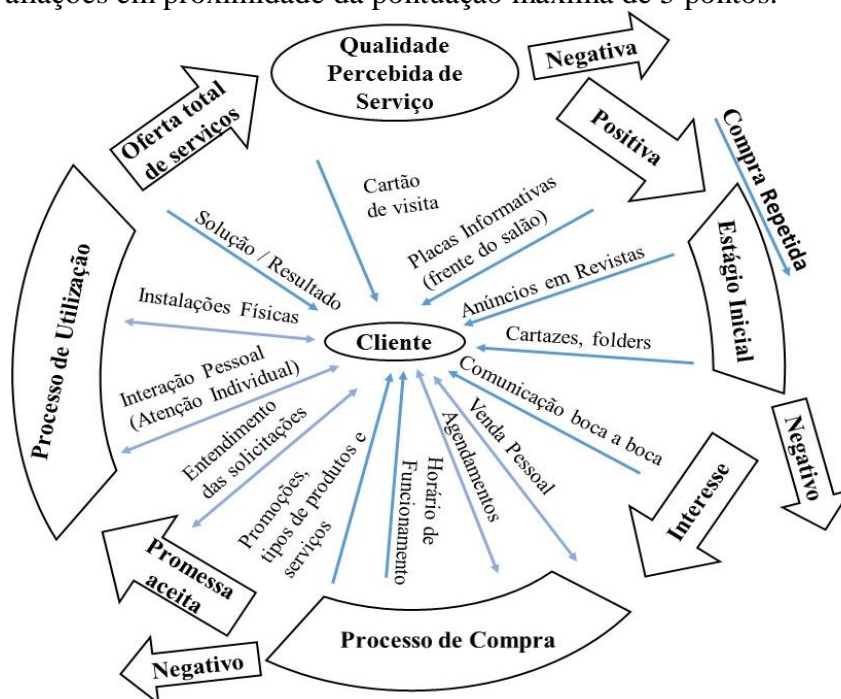 aliações em proximidade da pontuação máxima de 5 pontos.
Qualidade
Percebida de
Serviço
Negativa
Positiva
Compra Repetida
Oferta total
de serviços
Cartão
de visita
Placas Informativas
(frente do salão)
Solução / Resultado
Anúncios em Revistas
Estágio Inicial
Instalações Físicas
Cliente
Cartazes, folders
Processo de Utilização
Interação Pessoal
(Atenção Individual)
Comunicação boca a boca
Entendimento
das solicitações
Venda Pessoal
Agendamentos
Horário de
Funcionamento
Promoções,
tipos de produtos e
serviços
Interesse
Negativo
Promessa
aceita
Processo de Compra
Negativo